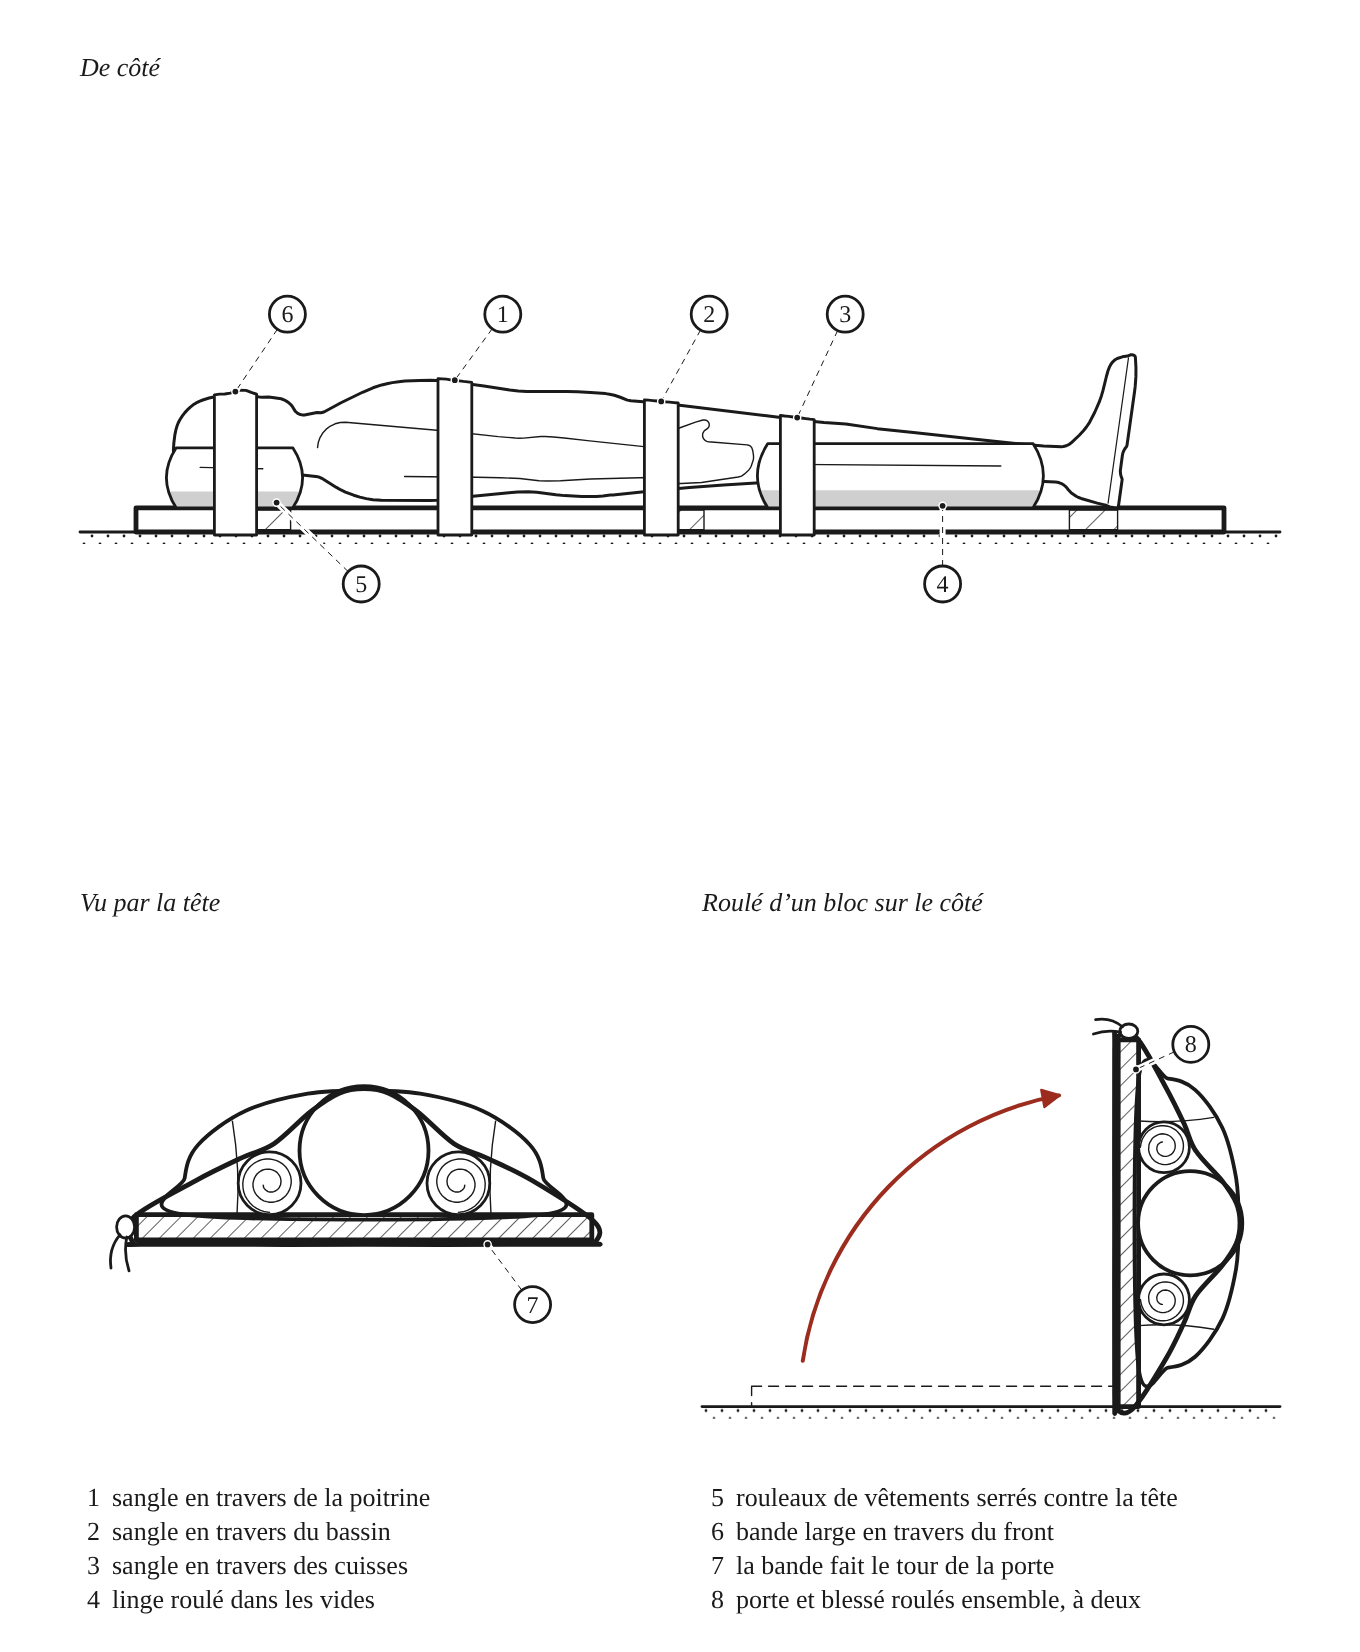 De côté
6
1
2
3
5
4
Vu par la tête
Roulé d’un bloc sur le côté
8
7
1 sangle en travers de la poitrine
2 sangle en travers du bassin
3 sangle en travers des cuisses
4 linge roulé dans les vides
5 rouleaux de vêtements serrés contre la tête
6 bande large en travers du front
7 la bande fait le tour de la porte
8 porte et blessé roulés ensemble, à deux